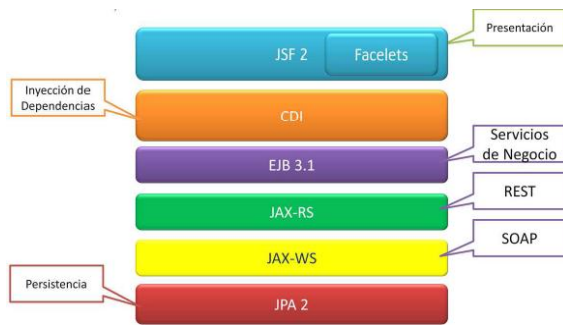 Presentación
JSF 2
Facelets
Inyección de
Dependencias
CDI
Servicios
de Negocio
EJB 3.1
REST
JAX-RS
SOAP
JAX-WS
Persistencia
JPA 2